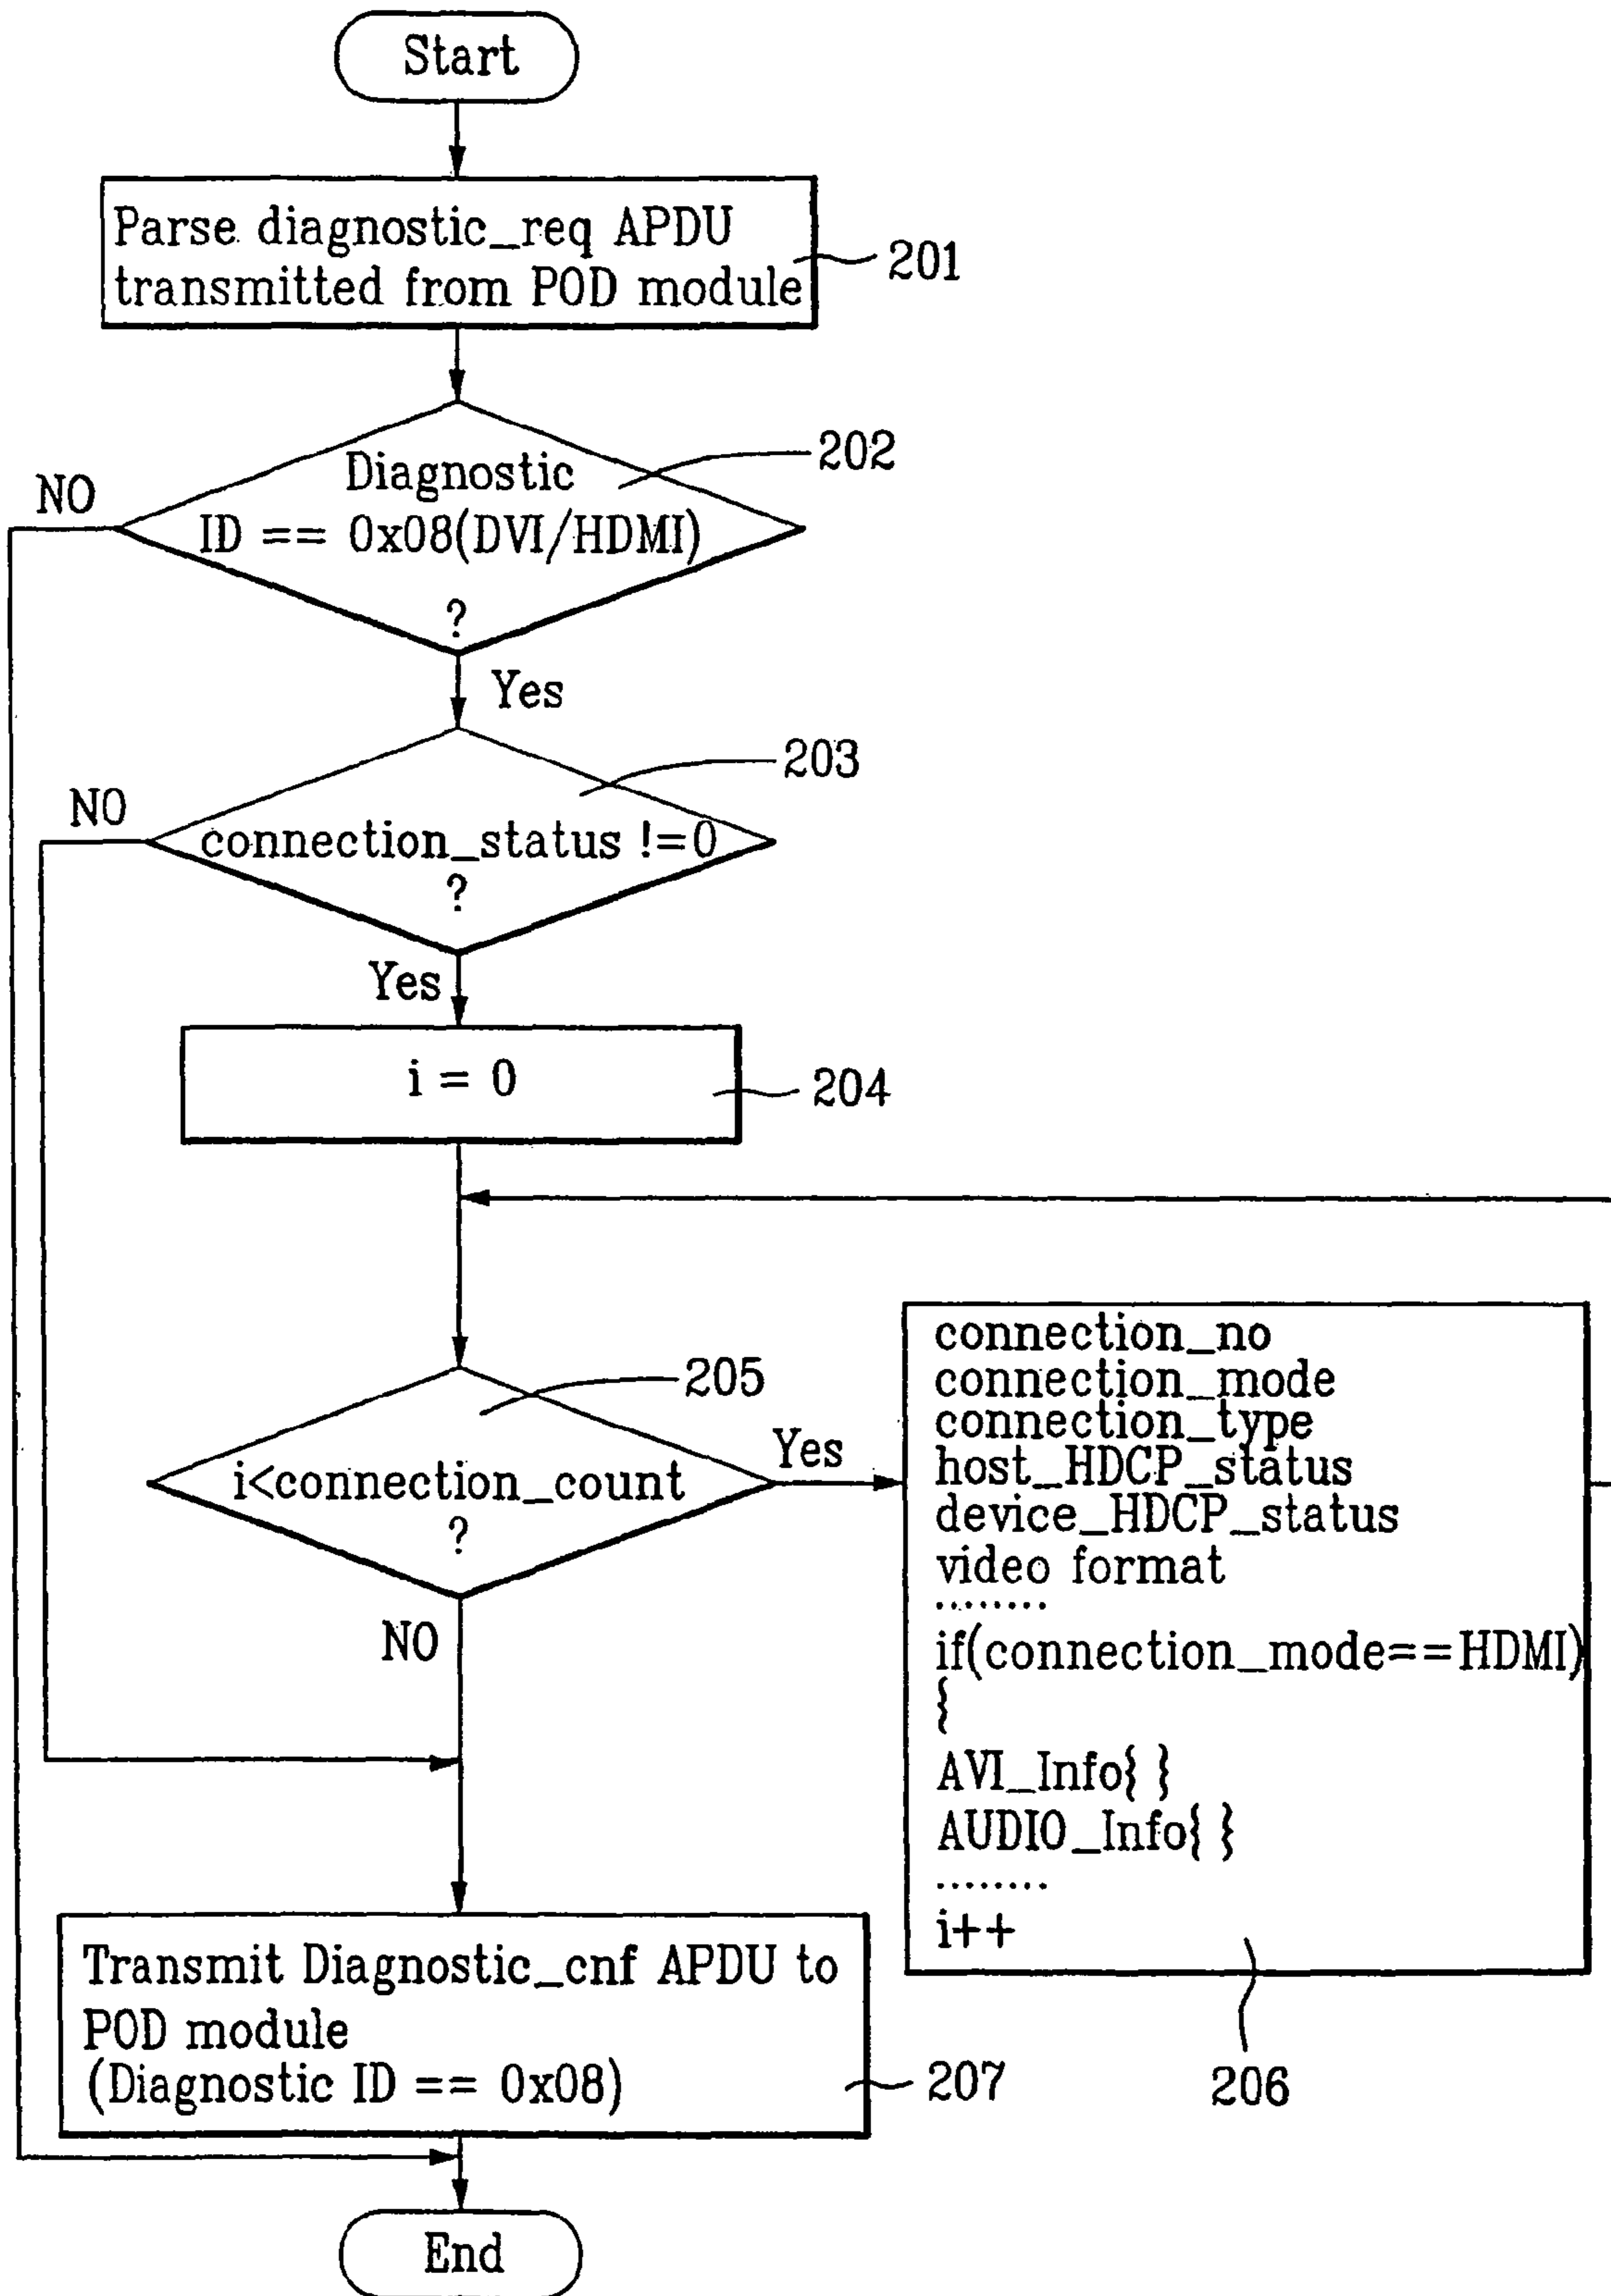 Start
Parse diagnostic_req APDU
transmitted from POD module
201
Diagnostic
ID == 0x08(DVI/HDMI)
?
202
NO
Yes
203
NO
connection_status !=0
?
Yes
i = 0
204
205
i<connection_count
?
Yes
NO
connection_no
connection_mode
connection_type
host_HDCP_status
device_HDCP_status
video format
........
if(connection_mode==HDMI)
{
AVI_Info{ }
AUDIO_Info{ }
........
i++
206
Transmit Diagnostic_cnf APDU to
POD module
(Diagnostic ID == 0x08)
207
End